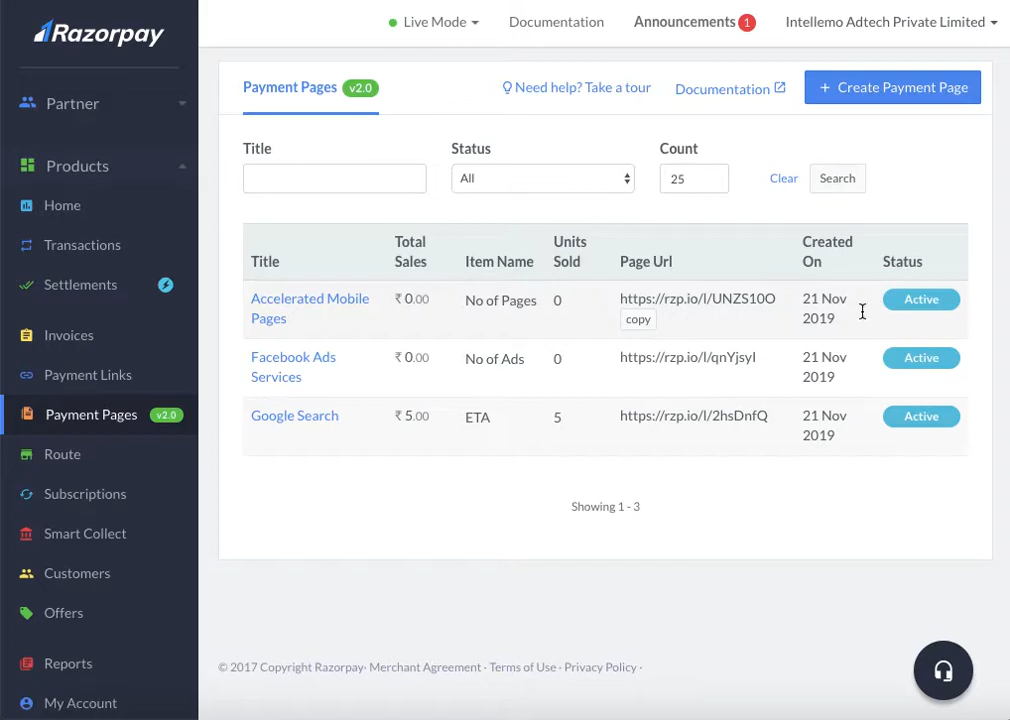 Razorpay
Live Mode
Documentation
Announcements 1
Intellemo Adtech Private Limited
Partner
Products
Home
Transactions
Settlements
Invoices
Payment Links
Payment Pages v2.0
Route
Subscriptions
Smart Collect
Customers
Offers
Reports
My Account
Payment Pages v2.0
Need help? Take a tour
Documentation
+ Create Payment Page
Title
Status
Count
All
25
Clear
Search
Title
Total
Sales
Item Name
Units
Sold
Page Url
Created
On
Status
Accelerated Mobile
Pages
₹ 0.00
No of Pages
0
https://rzp.io/l/UNZS10O
copy
21 Nov
2019
Active
Facebook Ads
Services
₹ 0.00
No of Ads
0
https://rzp.io/l/qnYjsyI
21 Nov
2019
Active
Google Search
₹ 5.00
ETA
5
https://rzp.io/l/2hsDnfQ
21 Nov
2019
Active
Showing 1 - 3
© 2017 Copyright Razorpay· Merchant Agreement · Terms of Use · Privacy Policy ·